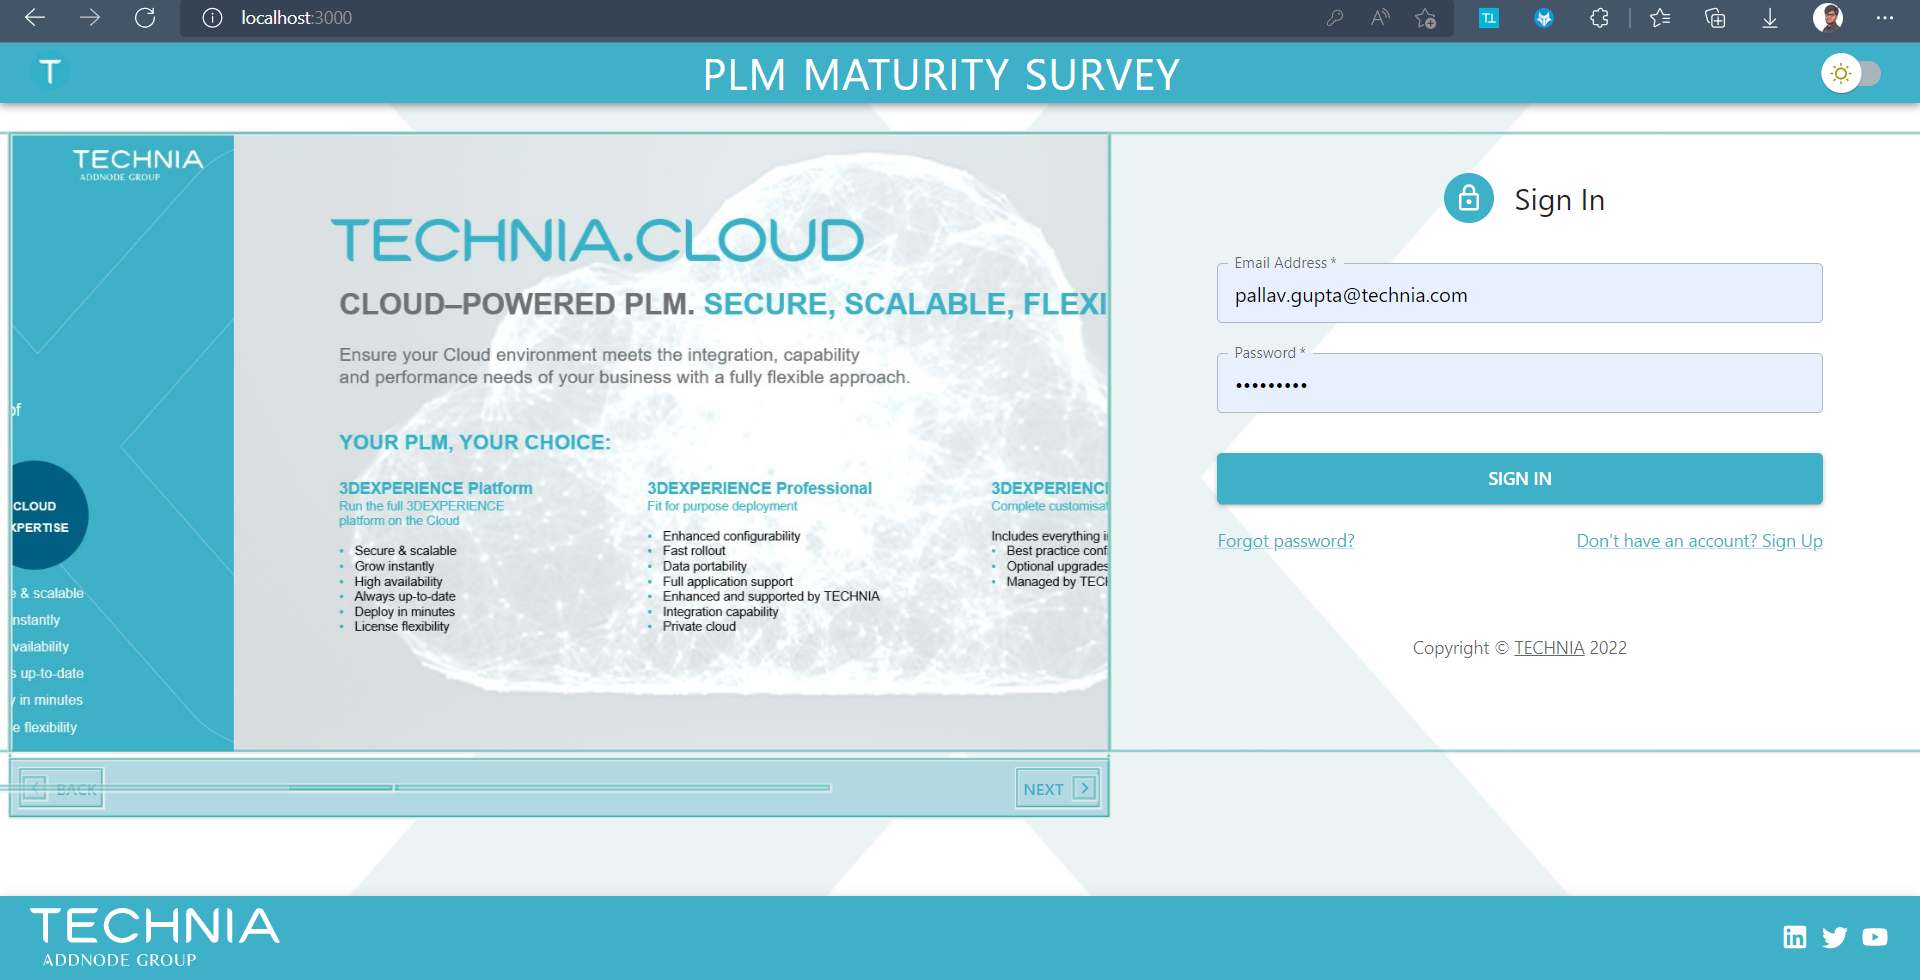 localhost:3000
T
PLM MATURITY SURVEY
TECHNIA
ADDNODE GROUP
of
CLOUD
XPERTISE
e & scalable
nstantly
vailability
s up-to-date
y in minutes
e flexibility
TECHNIA.CLOUD
CLOUD–POWERED PLM. SECURE, SCALABLE, FLEXI
Ensure your Cloud environment meets the integration, capability
and performance needs of your business with a fully flexible approach.
YOUR PLM, YOUR CHOICE:
3DEXPERIENCE Platform
Run the full 3DEXPERIENCE
platform on the Cloud
• Secure & scalable
• Grow instantly
• High availability
• Always up-to-date
• Deploy in minutes
• License flexibility
3DEXPERIENCE Professional
Fit for purpose deployment
• Enhanced configurability
• Fast rollout
• Data portability
• Full application support
• Enhanced and supported by TECHNIA
• Integration capability
• Private cloud
3DEXPERIENC
Complete customisat
Includes everything i
• Best practice conf
• Optional upgrades
• Managed by TECH
BACK
NEXT
Sign In
Email Address *
pallav.gupta@technia.com
Password *
•••••••••
SIGN IN
Forgot password?
Don't have an account? Sign Up
Copyright © TECHNIA 2022
TECHNIA
ADDNODE GROUP